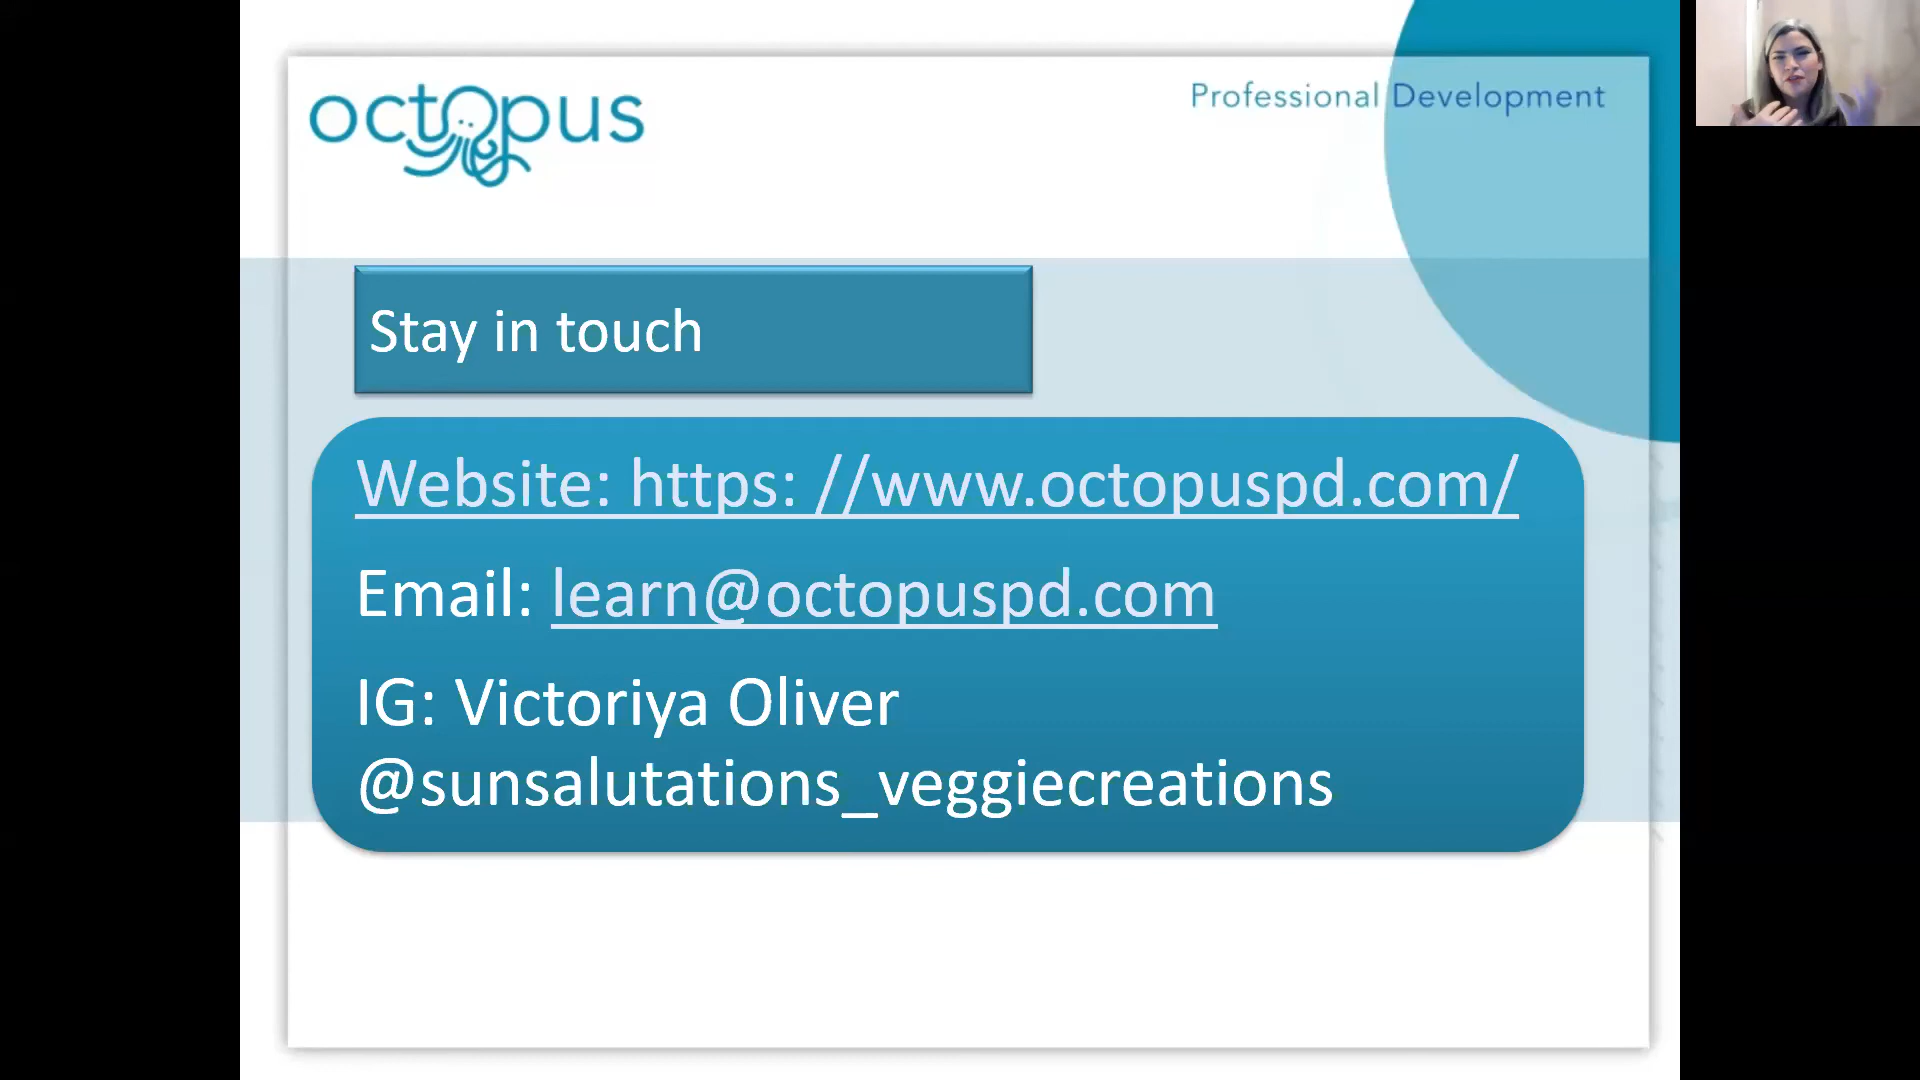 octopus
Professional Development
Stay in touch
Website: https: //www.octopuspd.com/
Email: learn@octopuspd.com
IG: Victoriya Oliver
@sunsalutations_veggiecreations